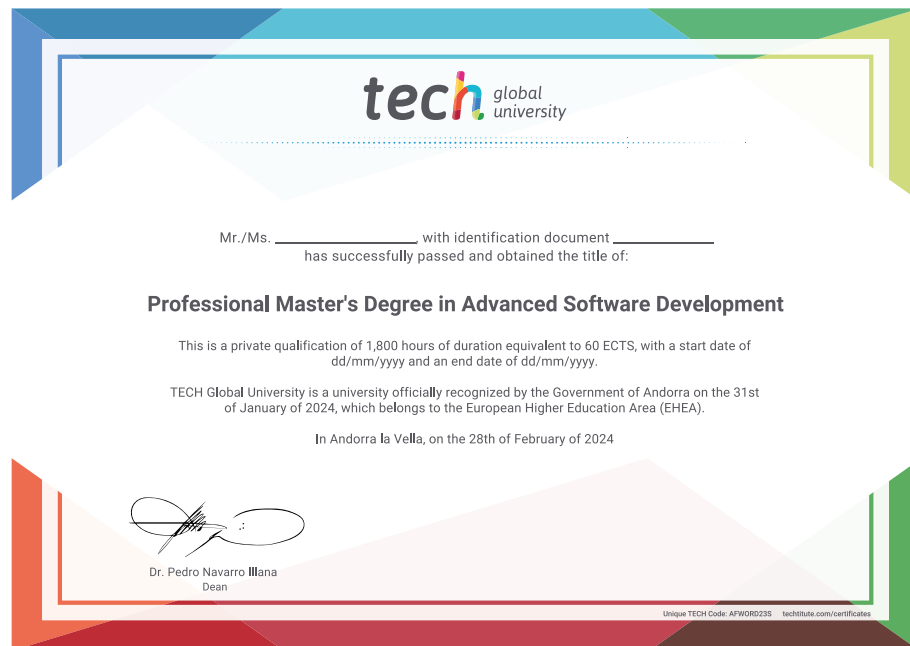 tech global
university
Mr./Ms. ____________, with identification document ____________
has successfully passed and obtained the title of:
Professional Master's Degree in Advanced Software Development
This is a private qualification of 1,800 hours of duration equivalent to 60 ECTS, with a start date of
dd/mm/yyyy and an end date of dd/mm/yyyy.
TECH Global University is a university officially recognized by the Government of Andorra on the 31st
of January of 2024, which belongs to the European Higher Education Area (EHEA).
In Andorra la Vella, on the 28th of February of 2024
Dr. Pedro Navarro Illana
Dean
Unique TECH Code: AFWORD23S techtitute.com/certificates